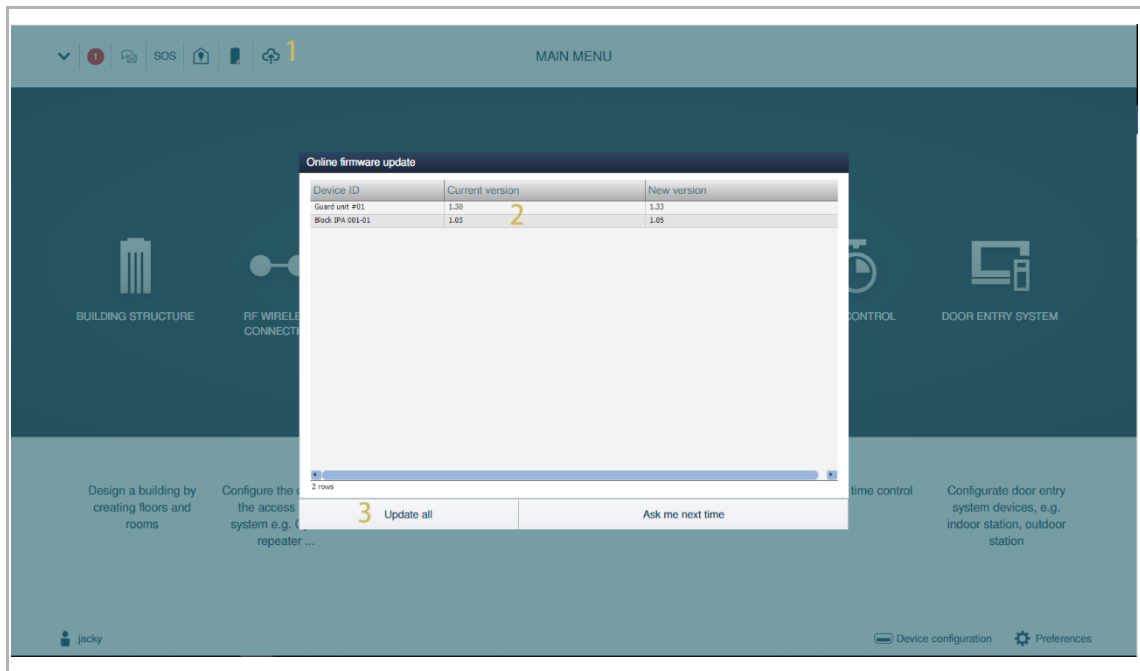 1 SOS 1 MAIN MENU
Online firmware update
Device ID Current version New version
Guard unit #01 1.30 1.33
Block IPA 001-01 1.03 1.05
2
BUILDING STRUCTURE RF WIRELE CONTROL DOOR ENTRY SYSTEM
CONNECTI
2 rows
3 Update all Ask me next time
Design a building by
creating floors and
rooms
Configure the
the access
system e.g.
repeater ...
time control
Configurate door entry
system devices, e.g.
indoor station, outdoor
station
jacky Device configuration Preferences